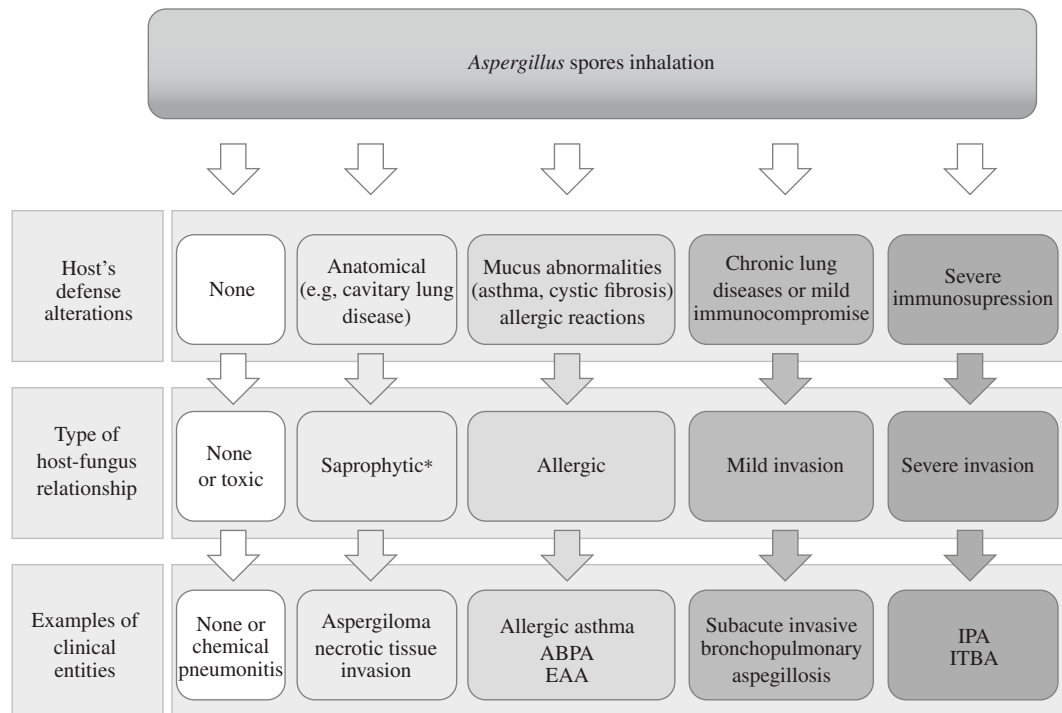 Aspergillus spores inhalation
Host's
defense
alterations
None
Anatomical
(e.g, cavitary lung
disease)
Mucus abnormalities
(asthma, cystic fibrosis)
allergic reactions
Chronic lung
diseases or mild
immunocompromise
Severe
immunosupression
Type of
host-fungus
relationship
None
or toxic
Saprophytic*
Allergic
Mild invasion
Severe invasion
Examples of
clinical
entities
None or
chemical
pneumonitis
Aspergiloma
necrotic tissue
invasion
Allergic asthma
ABPA
EAA
Subacute invasive
bronchopulmonary
aspegillosis
IPA
ITBA